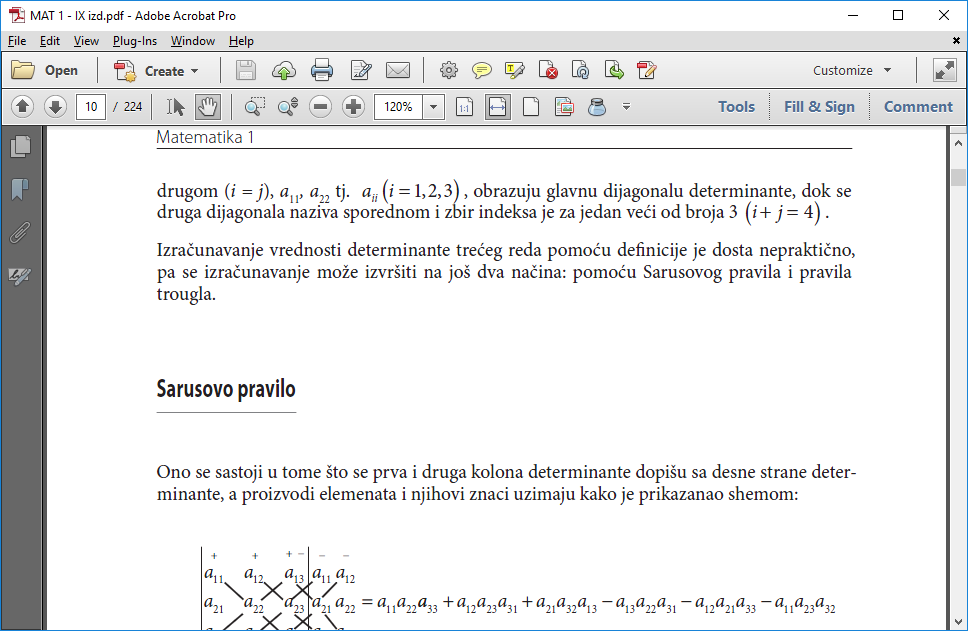 MAT 1 - IX izd.pdf - Adobe Acrobat Pro
File Edit View Plug-Ins Window Help
Open Create Customize
10 / 224 120% Tools Fill & Sign Comment
Matematika 1
drugom (i = j), a₁₁, a₂₂ tj. aᵢᵢ (i = 1,2,3), obrazuju glavnu dijagonalu determinante, dok se
druga dijagonala naziva sporednom i zbir indeksa je za jedan veći od broja 3 (i + j = 4).
Izračunavanje vrednosti determinante trećeg reda pomoću definicije je dosta nepraktično,
pa se izračunavanje može izvršiti na još dva načina: pomoću Sarusovog pravila i pravila
trougla.
Sarusovo pravilo
Ono se sastoji u tome što se prva i druga kolona determinante dopišu sa desne strane deter-
minante, a proizvodi elemenata i njihovi znaci uzimaju kako je prikazanao shemom:
+ + + − − −
a₁₁ a₁₂ a₁₃ a₁₁ a₁₂
a₂₁ a₂₂ a₂₃ a₂₁ a₂₂ = a₁₁a₂₂a₃₃ + a₁₂a₂₃a₃₁ + a₂₁a₃₂a₁₃ − a₁₃a₂₂a₃₁ − a₁₂a₂₁a₃₃ − a₁₁a₂₃a₃₂